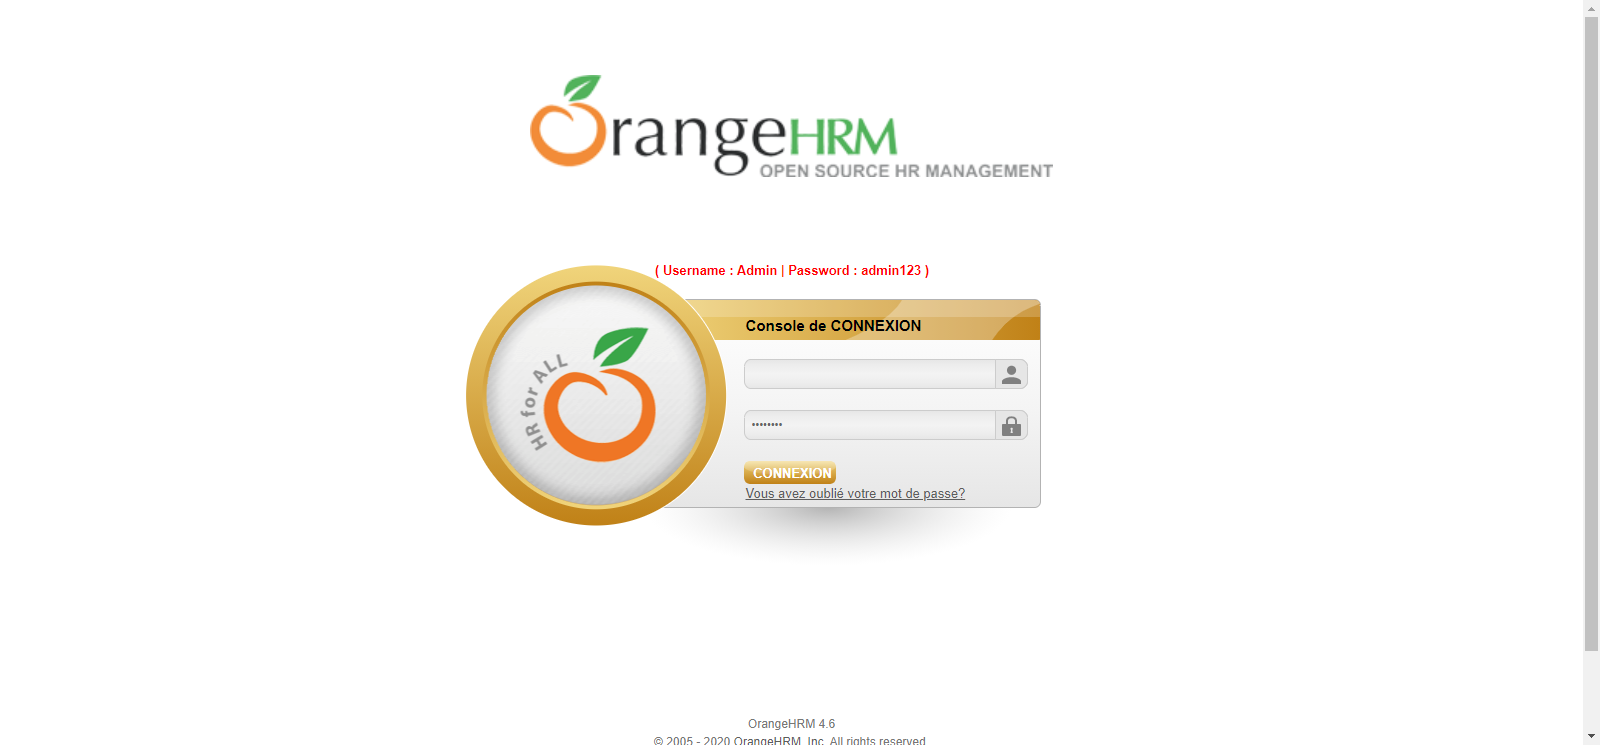 OrangeHRM
OPEN SOURCE HR MANAGEMENT
( Username : Admin | Password : admin123 )
HR for ALL
Console de CONNEXION
••••••••
CONNEXION
Vous avez oublié votre mot de passe?
OrangeHRM 4.6
© 2005 - 2020 OrangeHRM, Inc. All rights reserved.